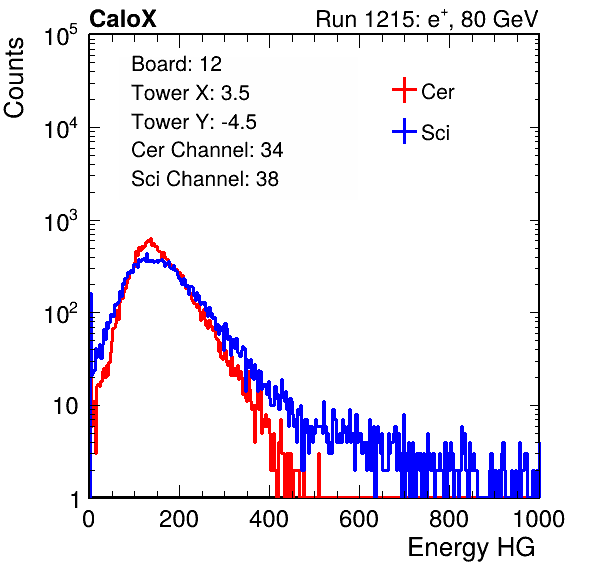 CaloX Run 1215: e⁺, 80 GeV
Counts
10⁵
10⁴
10³
10²
10
1
Board: 12
Tower X: 3.5
Tower Y: -4.5
Cer Channel: 34
Sci Channel: 38
Cer
Sci
0 200 400 600 800 1000
Energy HG